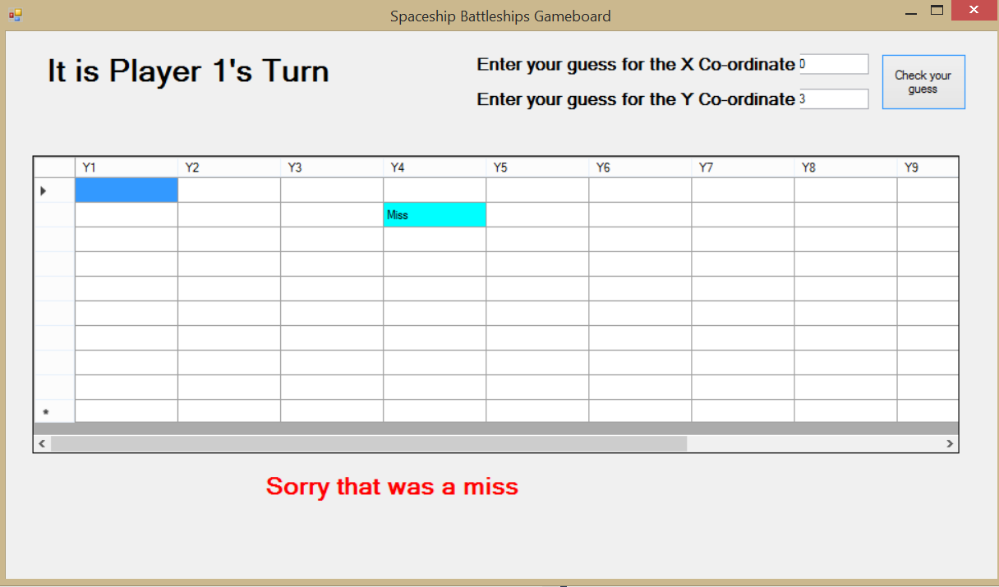 Spaceship Battleships Gameboard
It is Player 1's Turn
Enter your guess for the X Co-ordinate 0
Enter your guess for the Y Co-ordinate 3
Check your
guess
Y1 Y2 Y3 Y4 Y5 Y6 Y7 Y8 Y9
Miss
*
Sorry that was a miss